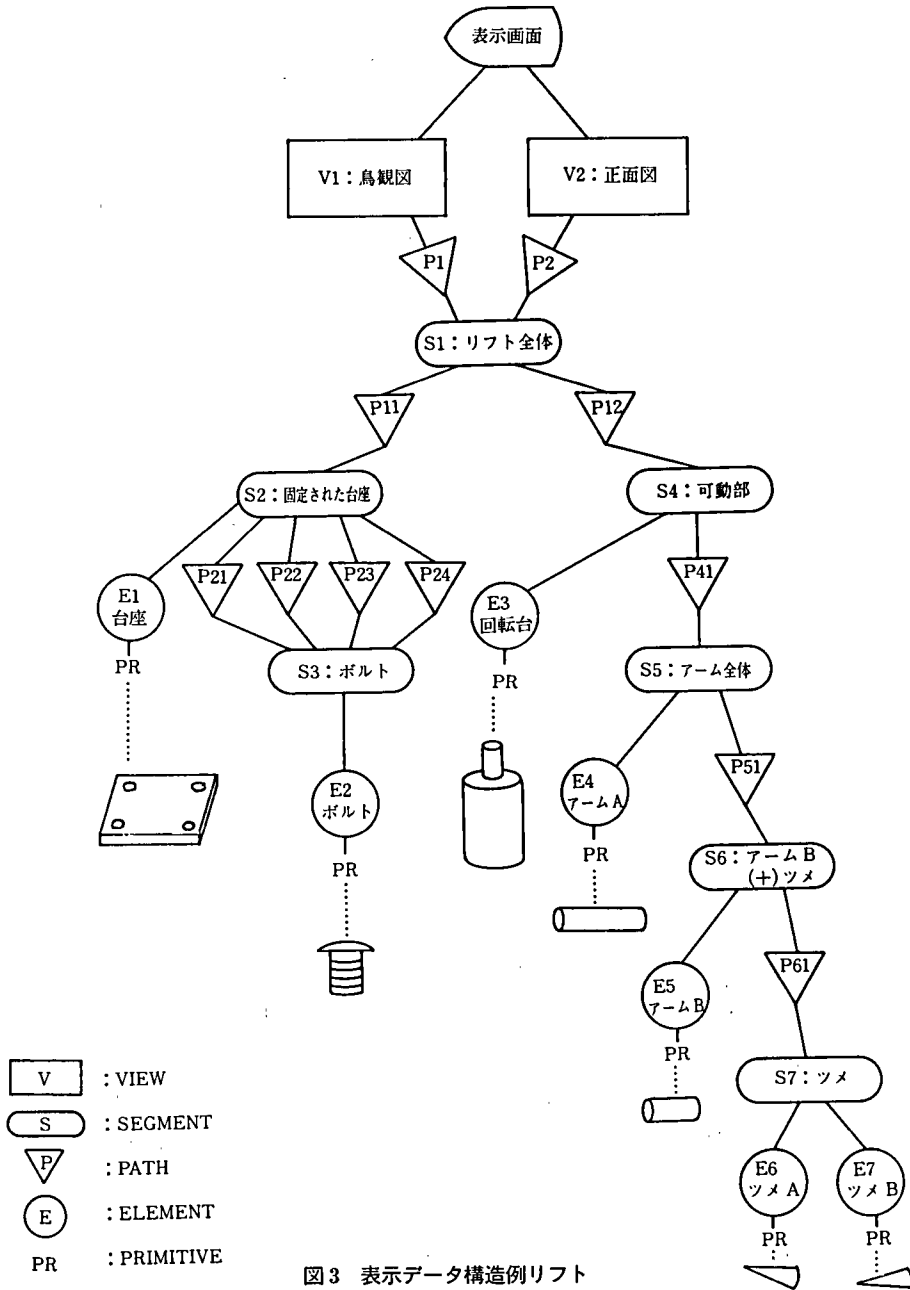 表示画面
V1：鳥観図
V2：正面図
P1
P2
S1：リフト全体
P11
P12
S2：固定された台座
S4：可動部
P21
P22
P23
P24
P41
E1
台座
PR
E3
回転台
PR
S3：ボルト
S5：アーム全体
E2
ボルト
PR
E4
アームA
PR
P51
S6：アームB
(+)ツメ
E5
アームB
PR
P61
S7：ツメ
E6
ツメA
PR
E7
ツメB
PR
V ：VIEW
S ：SEGMENT
P ：PATH
E ：ELEMENT
PR ：PRIMITIVE
図3 表示データ構造例リフト